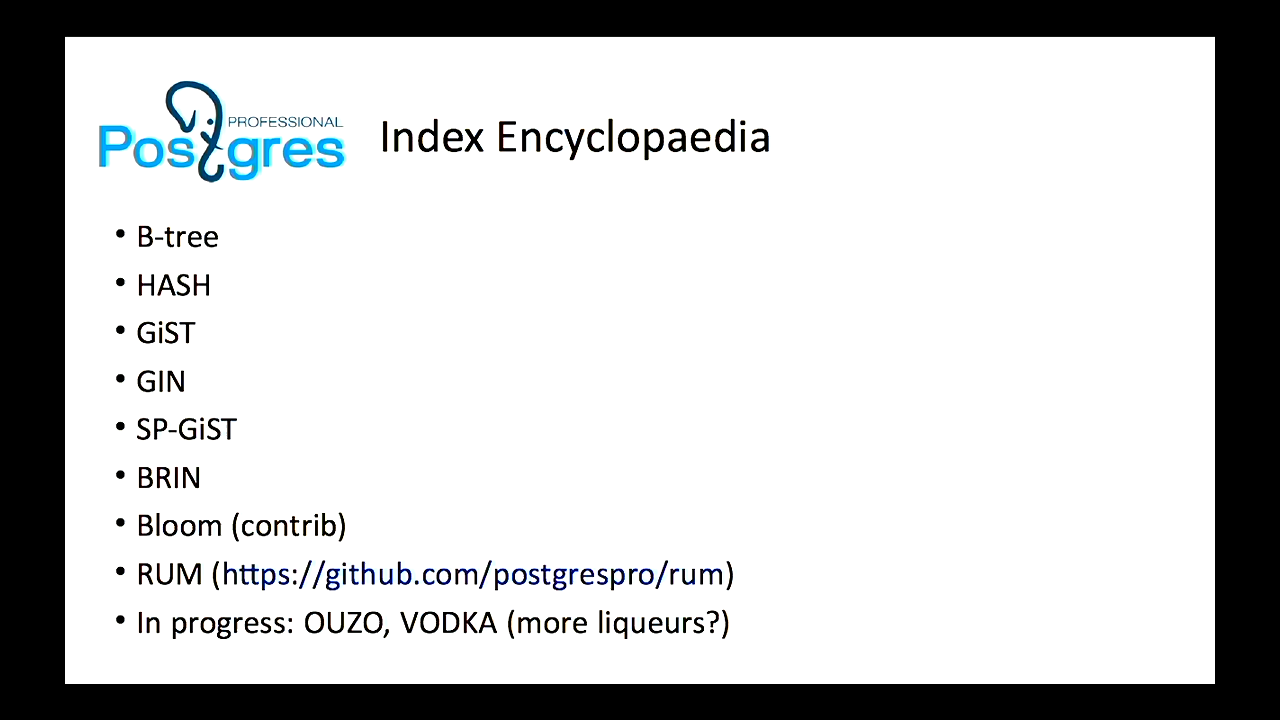 PROFESSIONAL
Postgres
Index Encyclopaedia
• B-tree
• HASH
• GiST
• GIN
• SP-GiST
• BRIN
• Bloom (contrib)
• RUM (https://github.com/postgrespro/rum)
• In progress: OUZO, VODKA (more liqueurs?)